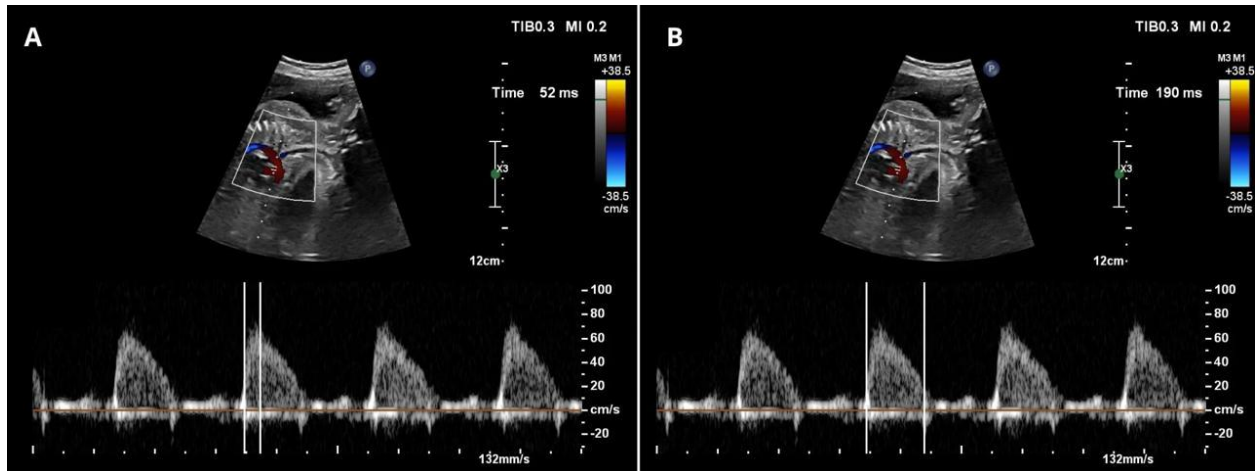 A
TIB0.3 MI 0.2
M3 M1
+38.5
Time 52 ms
P
X3
-38.5
cm/s
12cm
100
80
60
40
20
cm/s
-20
132mm/s
B
TIB0.3 MI 0.2
M3 M1
+38.5
Time 190 ms
P
X3
-38.5
cm/s
12cm
100
80
60
40
20
cm/s
-20
132mm/s